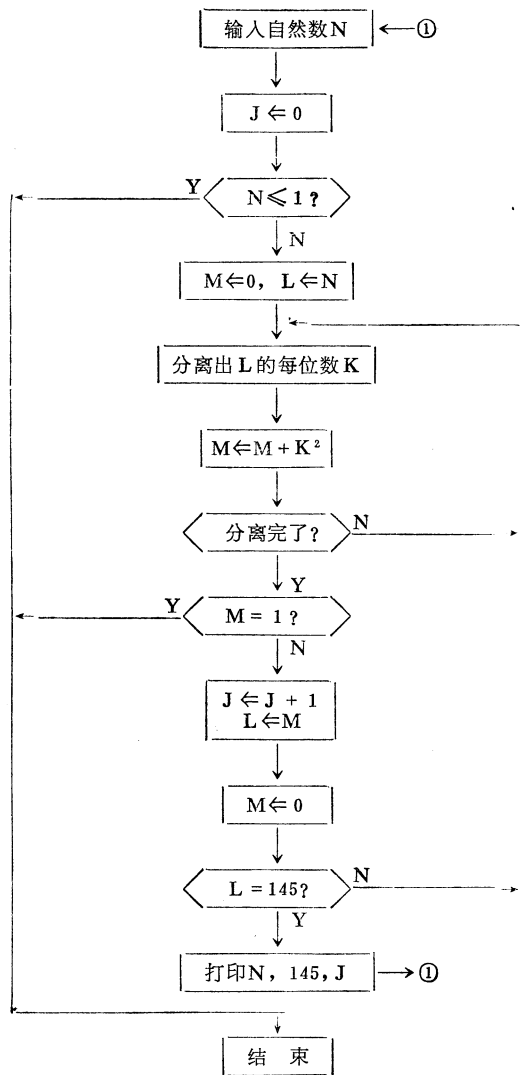 输入自然数N ①
J⇐0
Y N≤1?
N
M⇐0, L⇐N
分离出L的每位数K
M⇐M+K²
分离完了? N
Y
Y M=1?
N
J⇐J+1
L⇐M
M⇐0
L=145? N
Y
打印N, 145, J ①
结 束